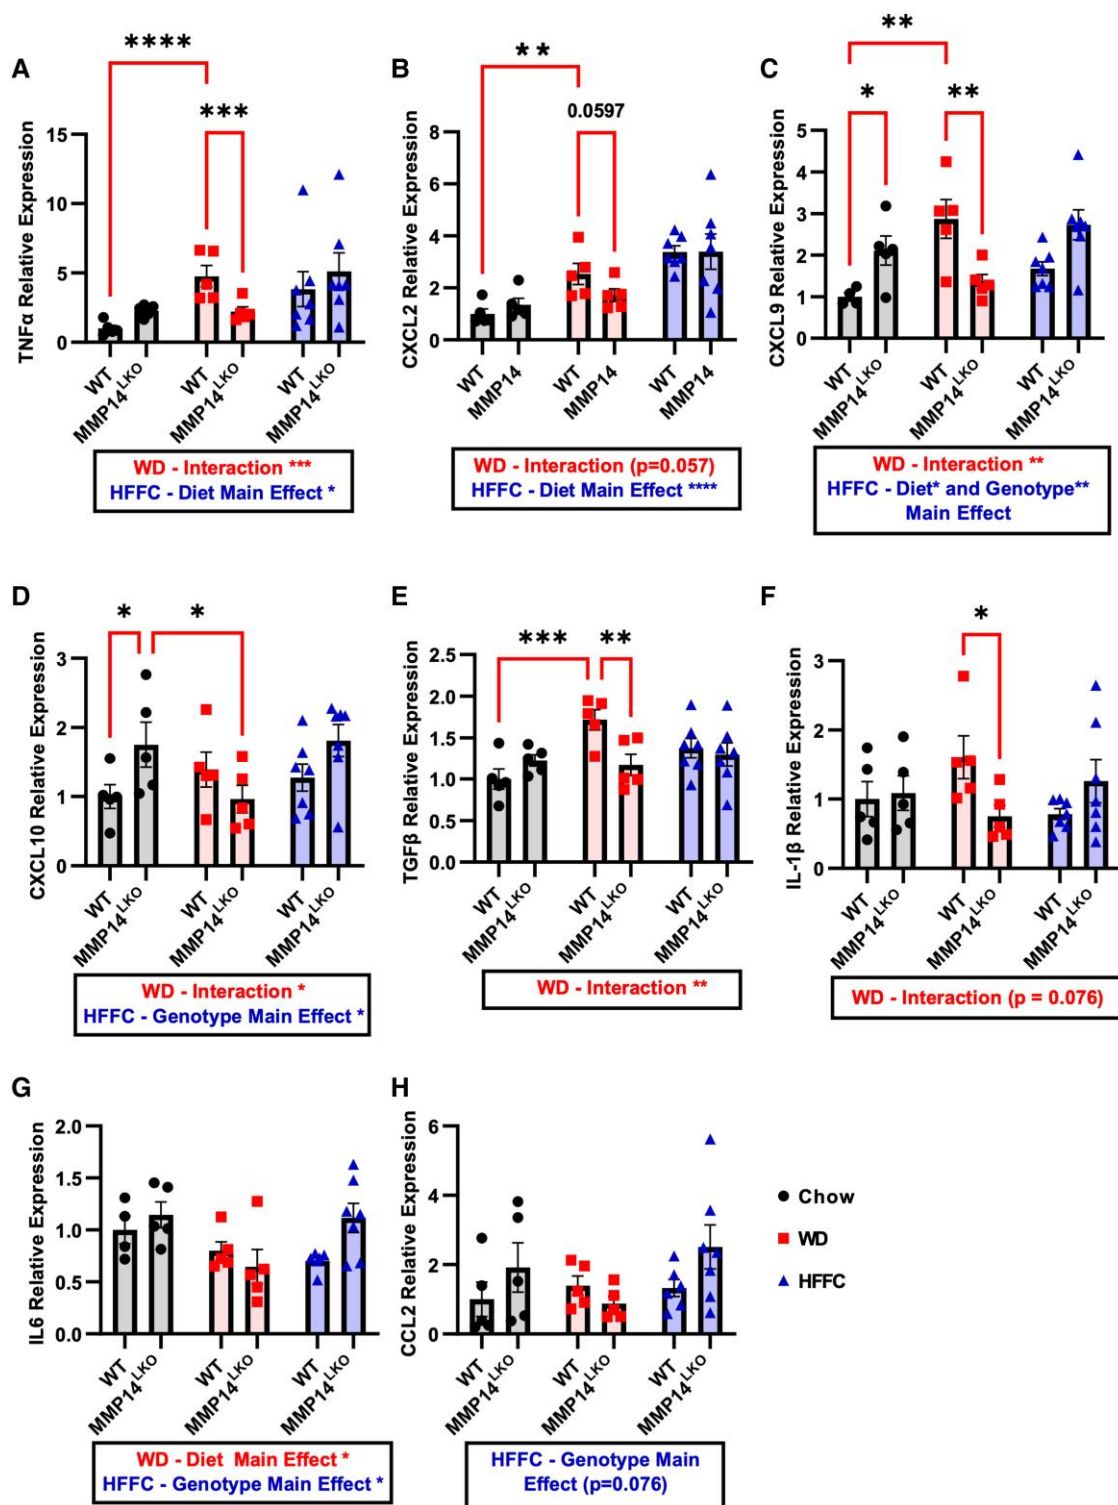 A
****
***
TNFα Relative Expression
15
10
5
0
WT
MMP14LKO
WT
MMP14LKO
WT
MMP14LKO
WD - Interaction ***
HFFC - Diet Main Effect *
B
**
0.0597
CXCL2 Relative Expression
8
6
4
2
0
WT
MMP14
WT
MMP14
WT
MMP14
WD - Interaction (p=0.057)
HFFC - Diet Main Effect ****
C
**
*
**
CXCL9 Relative Expression
5
4
3
2
1
0
WT
MMP14LKO
WT
MMP14LKO
WT
MMP14LKO
WD - Interaction **
HFFC - Diet* and Genotype**
Main Effect
D
*
*
CXCL10 Relative Expression
3
2
1
0
WT
MMP14LKO
WT
MMP14LKO
WT
MMP14LKO
WD - Interaction *
HFFC - Genotype Main Effect *
E
***
**
TGFβ Relative Expression
2.5
2.0
1.5
1.0
0.5
0.0
WT
MMP14LKO
WT
MMP14LKO
WT
MMP14LKO
WD - Interaction **
F
*
IL-1β Relative Expression
3
2
1
0
WT
MMP14LKO
WT
MMP14LKO
WT
MMP14LKO
WD - Interaction (p = 0.076)
G
IL6 Relative Expression
2.0
1.5
1.0
0.5
0.0
WT
MMP14LKO
WT
MMP14LKO
WT
MMP14LKO
WD - Diet Main Effect *
HFFC - Genotype Main Effect *
H
CCL2 Relative Expression
6
4
2
0
WT
MMP14LKO
WT
MMP14LKO
WT
MMP14LKO
HFFC - Genotype Main
Effect (p=0.076)
Chow
WD
HFFC